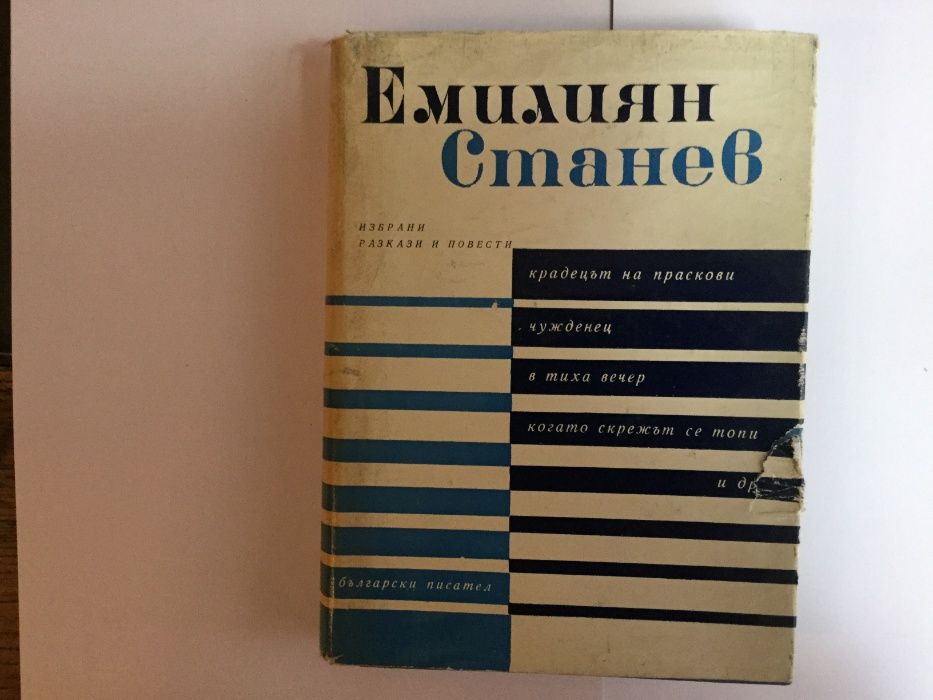 Емилиян
Станев
ИЗБРАНИ
РАЗКАЗИ И ПОВЕСТИ
крадецът на праскови
чужденец
в тиха вечер
когато скрежът се топи
и др
български писател